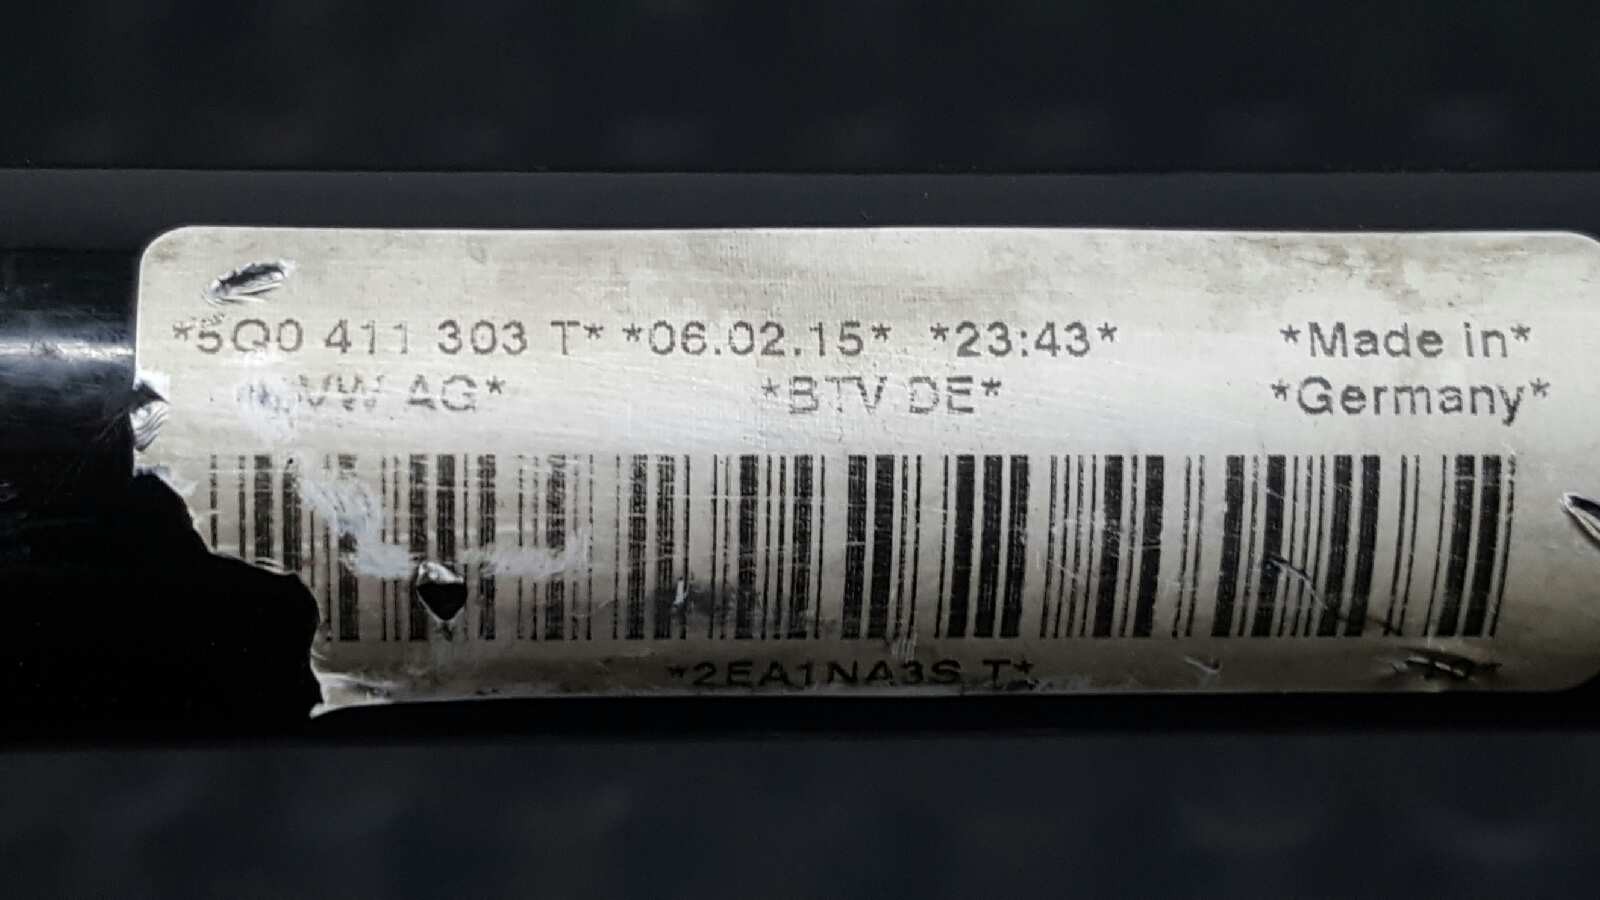 *5Q0 411 303 T* *06.02.15* *23:43* *Made in*
VW AG* *BTV DE* *Germany*
*2EA1NA3S T*